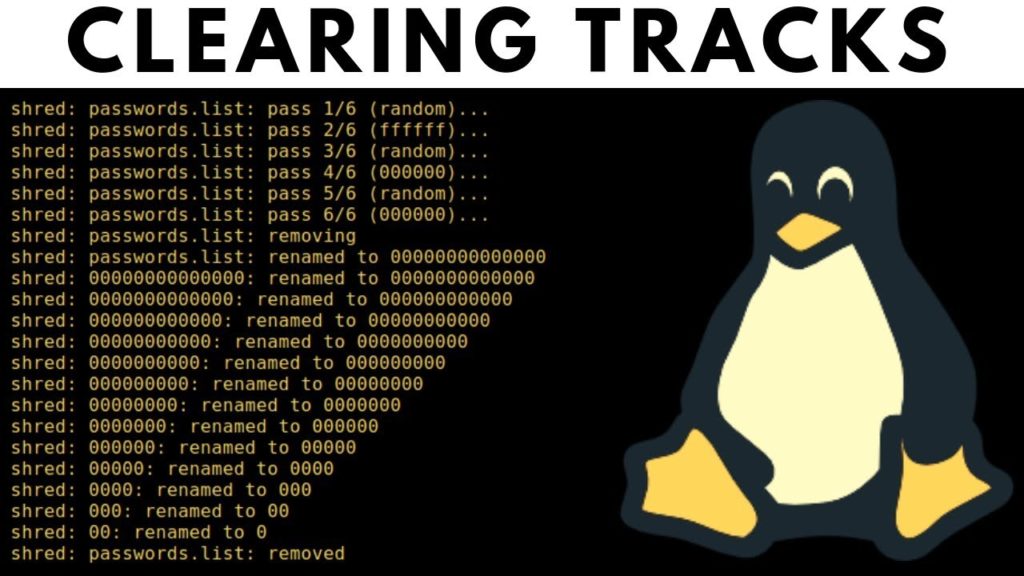 CLEARING TRACKS
shred: passwords.list: pass 1/6 (random)...
shred: passwords.list: pass 2/6 (ffffff)...
shred: passwords.list: pass 3/6 (random)...
shred: passwords.list: pass 4/6 (000000)...
shred: passwords.list: pass 5/6 (random)...
shred: passwords.list: pass 6/6 (000000)...
shred: passwords.list: removing
shred: passwords.list: renamed to 00000000000000
shred: 00000000000000: renamed to 0000000000000
shred: 0000000000000: renamed to 000000000000
shred: 000000000000: renamed to 00000000000
shred: 00000000000: renamed to 0000000000
shred: 0000000000: renamed to 000000000
shred: 000000000: renamed to 00000000
shred: 00000000: renamed to 0000000
shred: 0000000: renamed to 000000
shred: 000000: renamed to 00000
shred: 00000: renamed to 0000
shred: 0000: renamed to 000
shred: 000: renamed to 00
shred: 00: renamed to 0
shred: passwords.list: removed